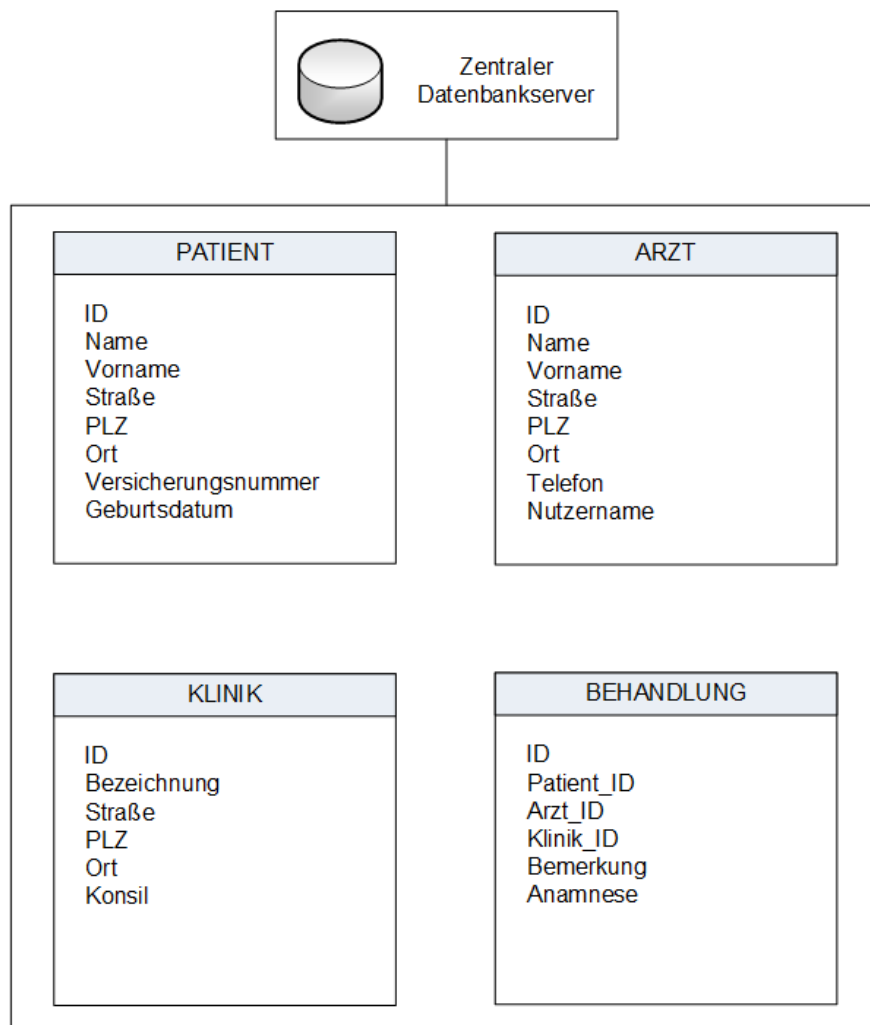 Zentraler
Datenbankserver
PATIENT
ID
Name
Vorname
Straße
PLZ
Ort
Versicherungsnummer
Geburtsdatum
ARZT
ID
Name
Vorname
Straße
PLZ
Ort
Telefon
Nutzername
KLINIK
ID
Bezeichnung
Straße
PLZ
Ort
Konsil
BEHANDLUNG
ID
Patient_ID
Arzt_ID
Klinik_ID
Bemerkung
Anamnese